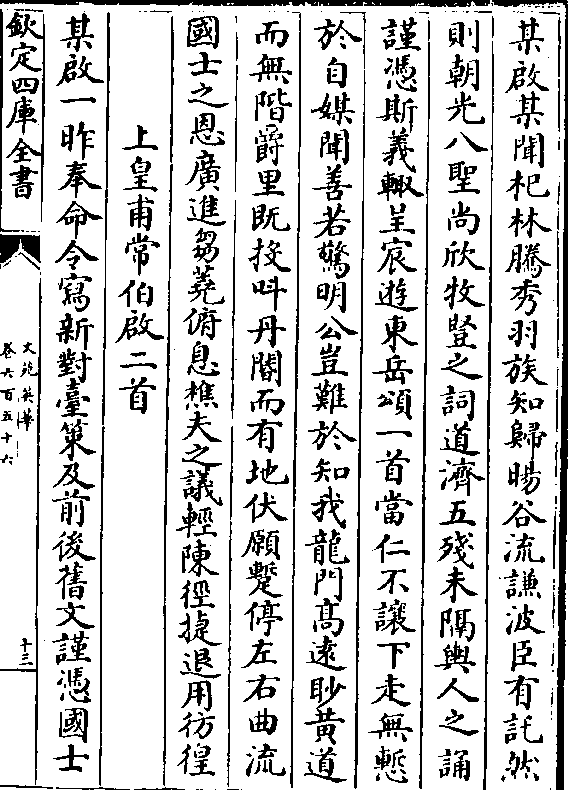 某啟某聞杞林騰秀羽族知歸暘谷流謙波臣有託然
則朝光八聖尚欣牧豎之詞道濟五殘未隔輿人之誦
謹憑斯義輙呈宸遊東岳頌一首當仁不讓下走無慙
於自媒聞善若驚明公豈難於知我龍門髙遠眇黄道
而無階爵里既投叫丹閽而有地伏願蹔停左右曲流
國士之恩廣進芻蕘俯息樵夫之議輕陳徑捷退用彷徨
上皇甫常伯啟二首
某啟一昨奉命令寫新對臺策及前後舊文謹憑國士
欽定四庫全書
文苑英華
卷六百五十六
十三